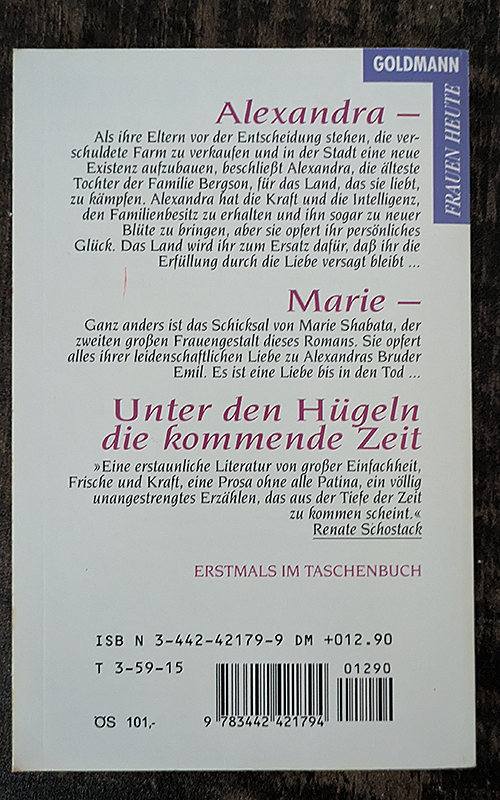 GOLDMANN
FRAUEN HEUTE
Alexandra –
Als ihre Eltern vor der Entscheidung stehen, die ver-
schuldete Farm zu verkaufen und in der Stadt eine neue
Existenz aufzubauen, beschließt Alexandra, die älteste
Tochter der Familie Bergson, für das Land, das sie liebt,
zu kämpfen. Alexandra hat die Kraft und die Intelligenz,
den Familienbesitz zu erhalten und ihn sogar zu neuer
Blüte zu bringen, aber sie opfert ihr persönliches
Glück. Das Land wird ihr zum Ersatz dafür, daß ihr die
Erfüllung durch die Liebe versagt bleibt ...
Marie –
Ganz anders ist das Schicksal von Marie Shabata, der
zweiten großen Frauengestalt dieses Romans. Sie opfert
alles ihrer leidenschaftlichen Liebe zu Alexandras Bruder
Emil. Es ist eine Liebe bis in den Tod ...
Unter den Hügeln
die kommende Zeit
»Eine erstaunliche Literatur von großer Einfachheit,
Frische und Kraft, eine Prosa ohne alle Patina, ein völlig
unangestrengtes Erzählen, das aus der Tiefe der Zeit
zu kommen scheint.«
Renate Schostack
ERSTMALS IM TASCHENBUCH
ISB N 3-442-42179-9 DM +012.90
T 3-59-15
01290
ÖS 101,-
9 783442 421794